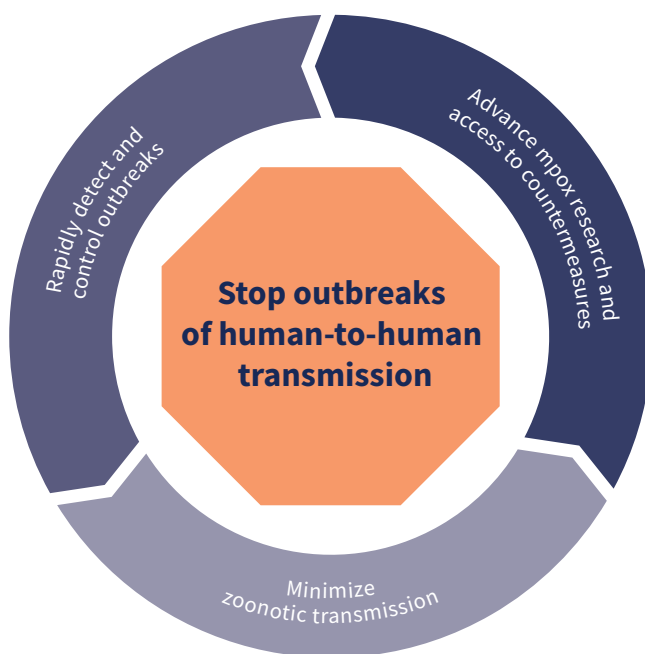 Rapidly detect and
control outbreaks
Advance mpox research and
access to countermeasures
Stop outbreaks
of human-to-human
transmission
Minimize
zoonotic transmission